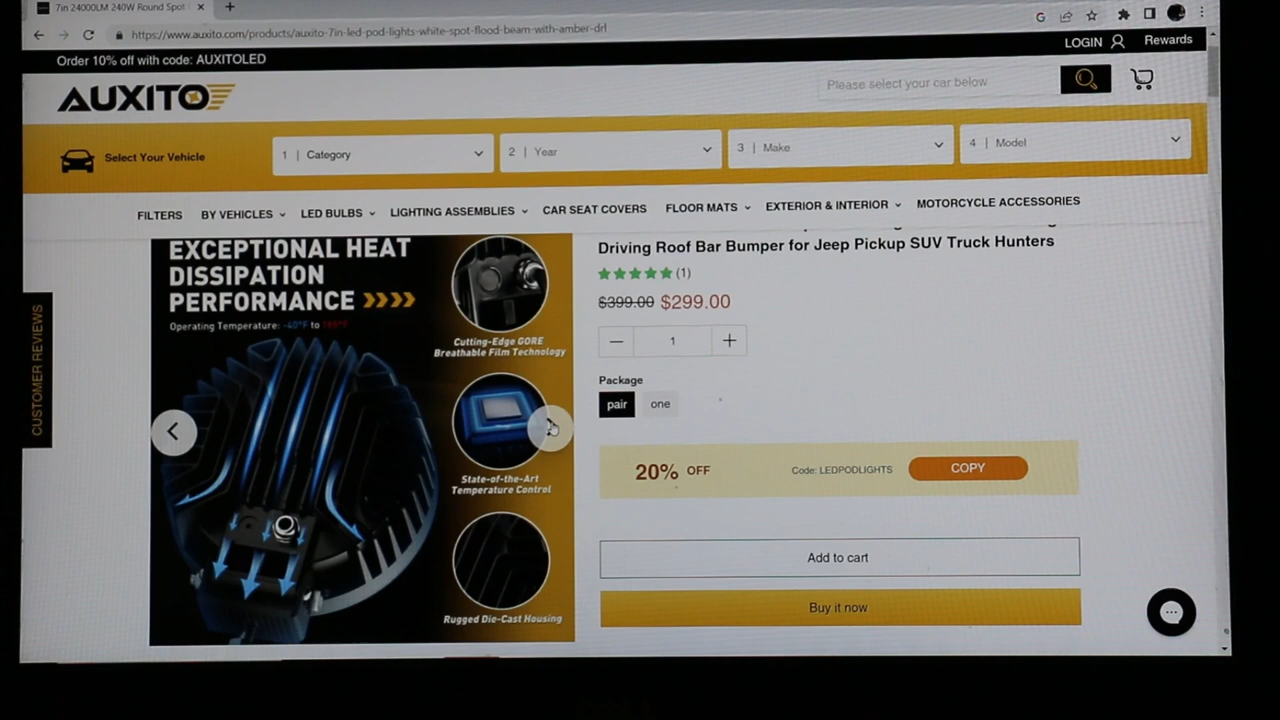 7in 24000LM 240W Round Spot
https://www.auxito.com/products/auxito-7in-led-pod-lights-white-spot-flood-beam-with-amber-drl
Order 10% off with code: AUXITOLED
LOGIN
Rewards
AUXITO
Please select your car below
Select Your Vehicle
1 | Category
2 | Year
3 | Make
4 | Model
FILTERS
BY VEHICLES
LED BULBS
LIGHTING ASSEMBLIES
CAR SEAT COVERS
FLOOR MATS
EXTERIOR & INTERIOR
MOTORCYCLE ACCESSORIES
CUSTOMER REVIEWS
EXCEPTIONAL HEAT
DISSIPATION
PERFORMANCE
Operating Temperature: -40°F to
Cutting-Edge GORE
Breathable Film Technology
State-of-the-Art
Temperature Control
Rugged Die-Cast Housing
Driving Roof Bar Bumper for Jeep Pickup SUV Truck Hunters
(1)
$399.00 $299.00
1
Package
pair
one
20% OFF
Code: LEDPODLIGHTS
COPY
Add to cart
Buy it now